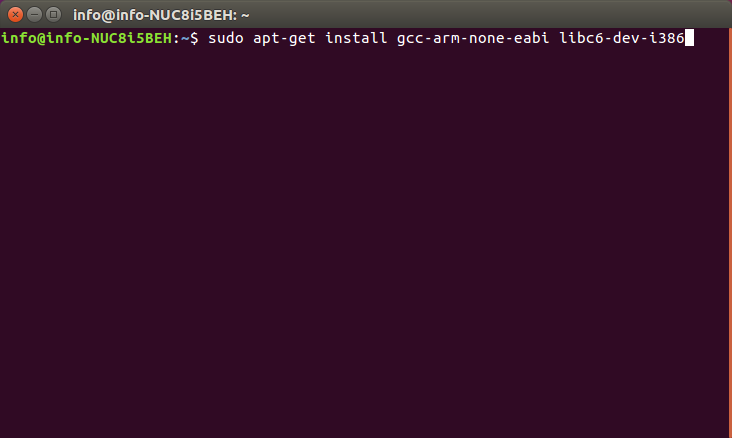 info@info-NUC8i5BEH: ~
info@info-NUC8i5BEH:~$ sudo apt-get install gcc-arm-none-eabi libc6-dev-i386